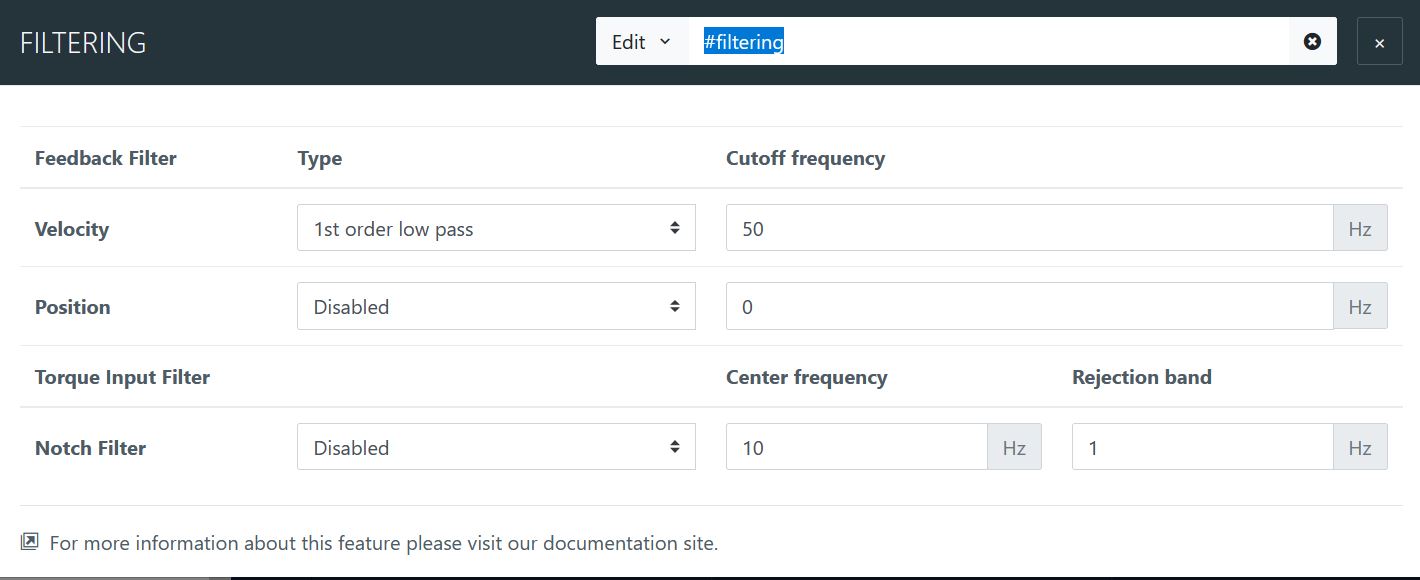 FILTERING Edit #filtering ×
Feedback Filter Type Cutoff frequency
Velocity 1st order low pass 50 Hz
Position Disabled 0 Hz
Torque Input Filter Center frequency Rejection band
Notch Filter Disabled 10 Hz 1 Hz
For more information about this feature please visit our documentation site.